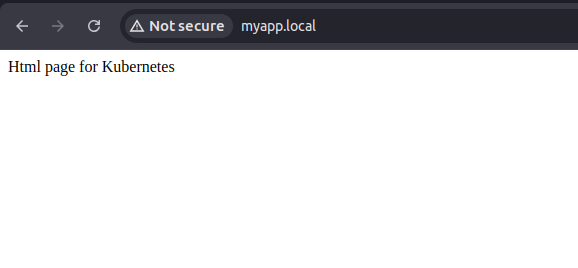 Not secure myapp.local
Html page for Kubernetes